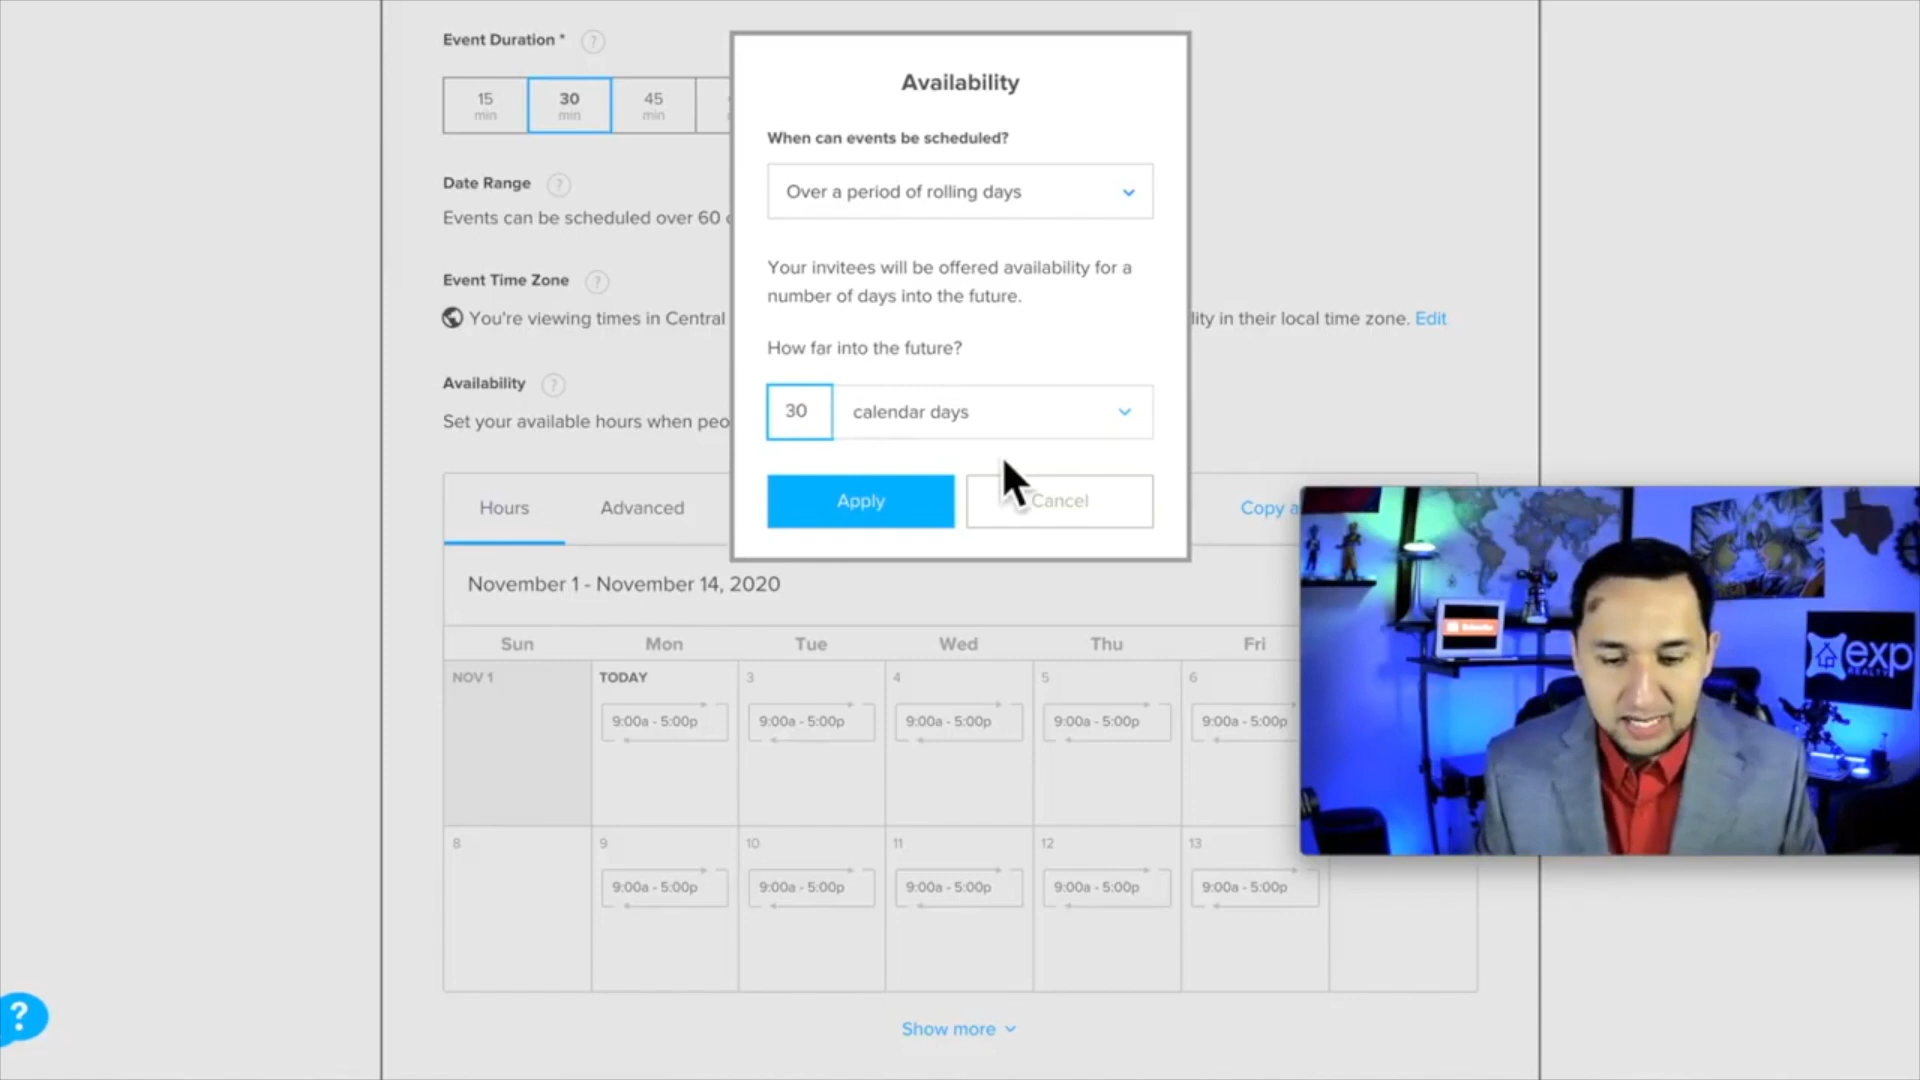 Event Duration * ?
15 min
30 min
45 min
Date Range ?
Events can be scheduled over 60
Event Time Zone ?
You're viewing times in Central
lity in their local time zone. Edit
Availability ?
Set your available hours when peo
Availability
When can events be scheduled?
Over a period of rolling days
Your invitees will be offered availability for a
number of days into the future.
How far into the future?
30 calendar days
Apply
Cancel
Hours
Advanced
Copy a
November 1 - November 14, 2020
Sun Mon Tue Wed Thu Fri
NOV 1 TODAY 3 4 5 6
9:00a - 5:00p 9:00a - 5:00p 9:00a - 5:00p 9:00a - 5:00p 9:00a - 5:00p
8 9 10 11 12 13
9:00a - 5:00p 9:00a - 5:00p 9:00a - 5:00p 9:00a - 5:00p 9:00a - 5:00p
Show more
?
exp
REALTY